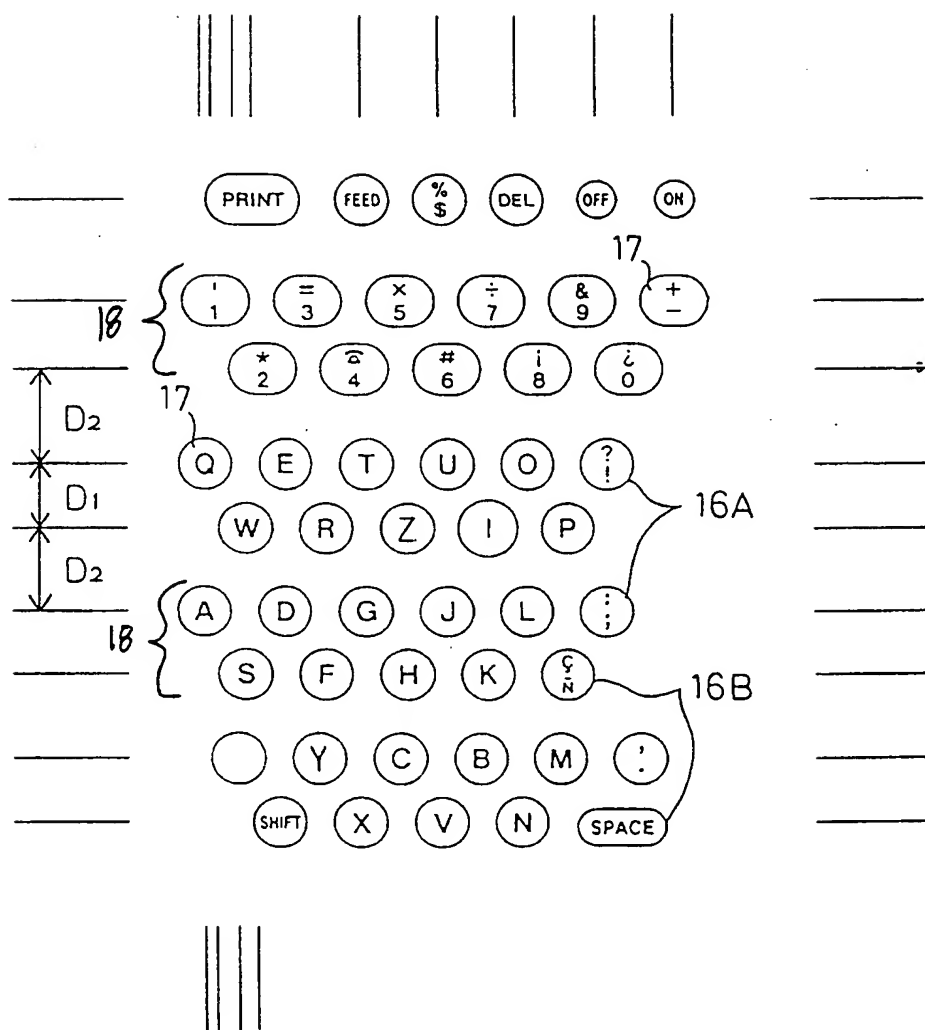 PRINT FEED % $ DEL OFF ON
17
18
' = × ÷ & +
1 3 5 7 9 −
* ☎ # ¡ ¿
2 4 6 8 0
D2
17
Q E T U O ? !
D1
16A
W R Z I P
D2
18
A D G J L : ;
S F H K Ç Ñ
16B
Y C B M ' .
SHIFT X V N SPACE